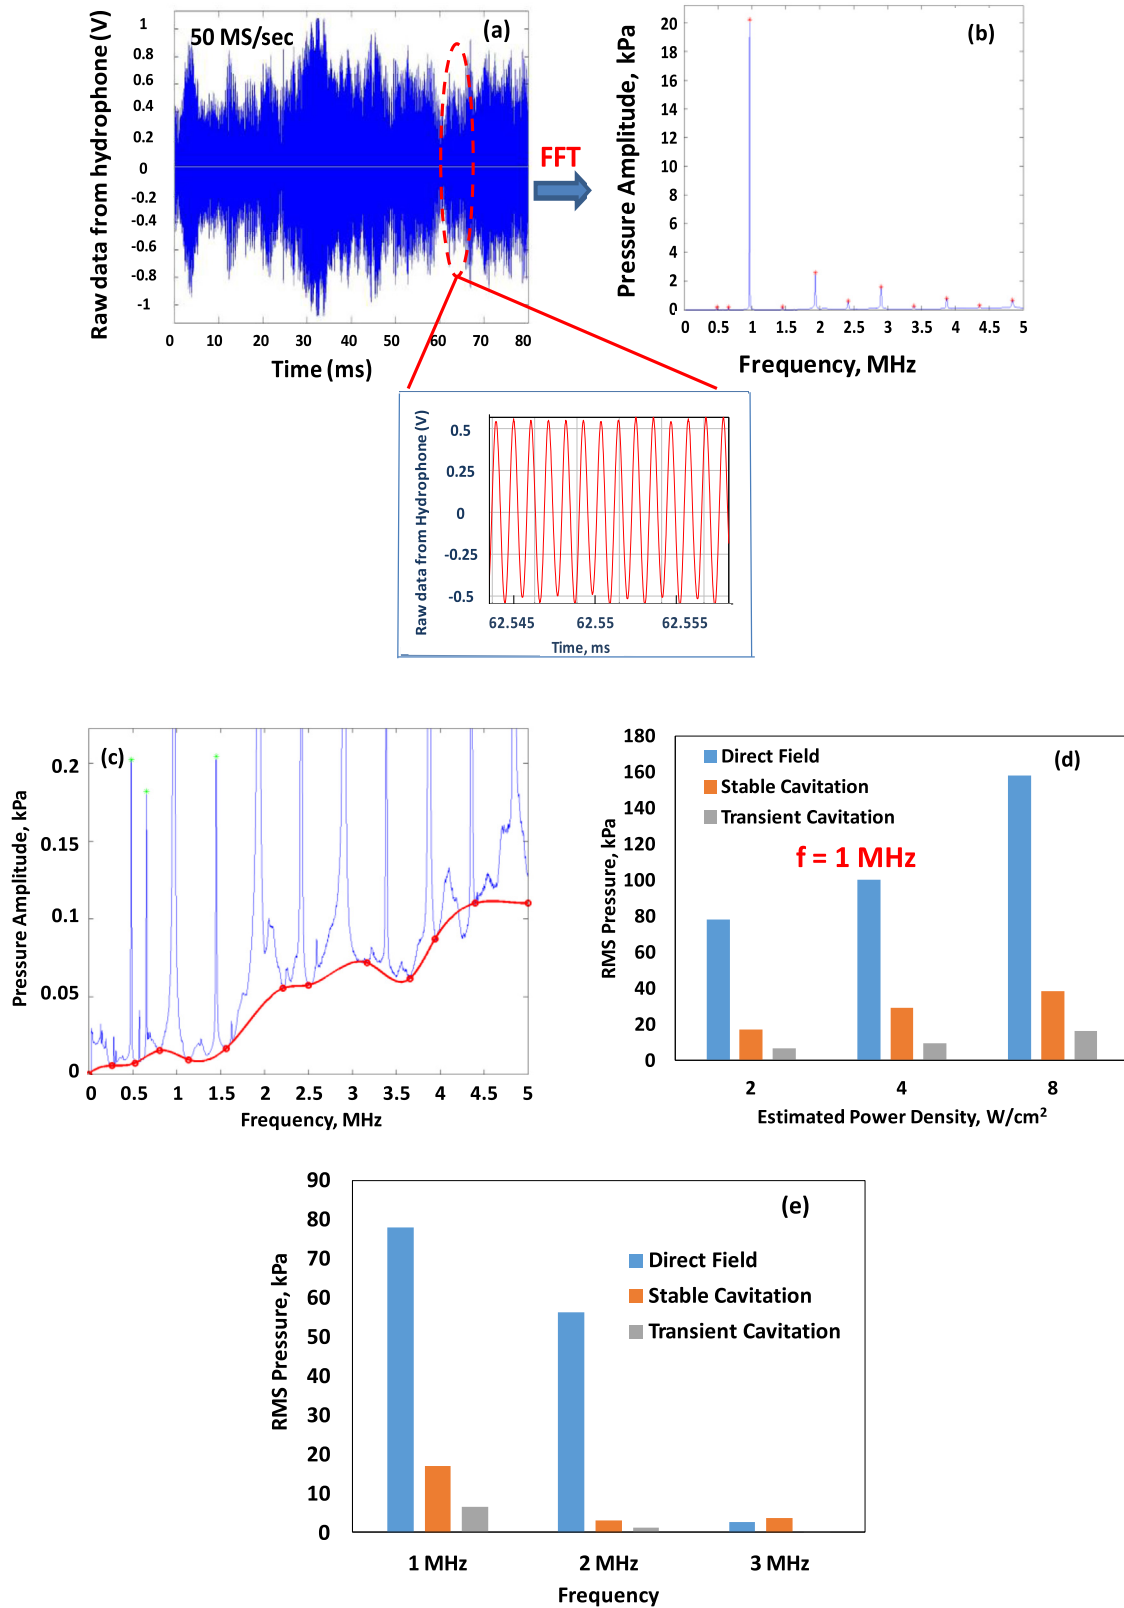 (a)
50 MS/sec
Raw data from hydrophone (V)
1
0.8
0.6
0.4
0.2
0
-0.2
-0.4
-0.6
-0.8
-1
0 10 20 30 40 50 60 70 80
Time (ms)
FFT
(b)
Pressure Amplitude, kPa
20
18
16
14
12
10
8
6
4
2
0
0 0.5 1 1.5 2 2.5 3 3.5 4 4.5 5
Frequency, MHz
Raw data from Hydrophone (V)
0.5
0.25
0
-0.25
-0.5
62.545 62.55 62.555
Time, ms
(c)
Pressure Amplitude, kPa
0.2
0.15
0.1
0.05
0
0 0.5 1 1.5 2 2.5 3 3.5 4 4.5 5
Frequency, MHz
(d)
RMS Pressure, kPa
180
160
140
120
100
80
60
40
20
0
Direct Field
Stable Cavitation
Transient Cavitation
f = 1 MHz
2 4 8
Estimated Power Density, W/cm²
(e)
RMS Pressure, kPa
90
80
70
60
50
40
30
20
10
0
Direct Field
Stable Cavitation
Transient Cavitation
1 MHz 2 MHz 3 MHz
Frequency